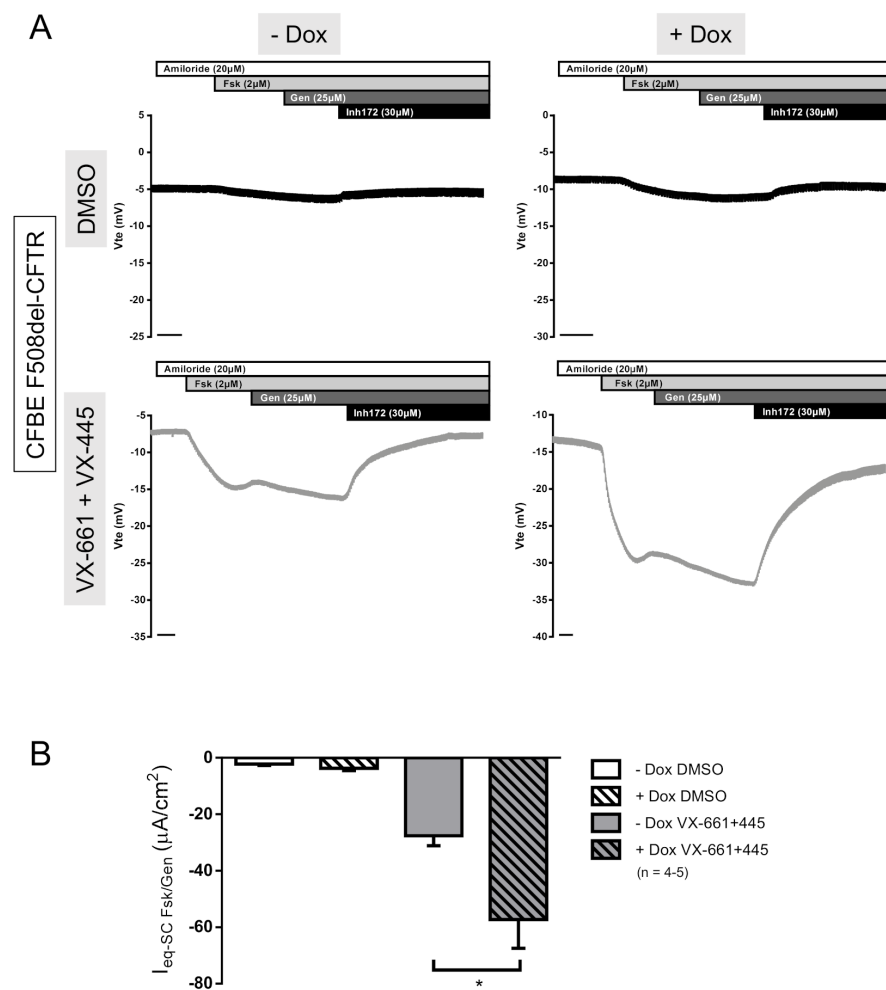 A
- Dox
+ Dox
CFBE F508del-CFTR
DMSO
Amiloride (20µM)
Fsk (2µM)
Gen (25µM)
Inh172 (30µM)
Vte (mV)
5
0
-5
-10
-15
-20
-25
Amiloride (20µM)
Fsk (2µM)
Gen (25µM)
Inh172 (30µM)
Vte (mV)
5
0
-5
-10
-15
-20
-25
-30
VX-661 + VX-445
Amiloride (20µM)
Fsk (2µM)
Gen (25µM)
Inh172 (30µM)
Vte (mV)
-5
-10
-15
-20
-25
-30
-35
Amiloride (20µM)
Fsk (2µM)
Gen (25µM)
Inh172 (30µM)
Vte (mV)
-10
-15
-20
-25
-30
-35
-40
B
Ieq-SC Fsk/Gen (µA/cm²)
0
-20
-40
-60
-80
*
- Dox DMSO
+ Dox DMSO
- Dox VX-661+445
+ Dox VX-661+445
(n = 4-5)